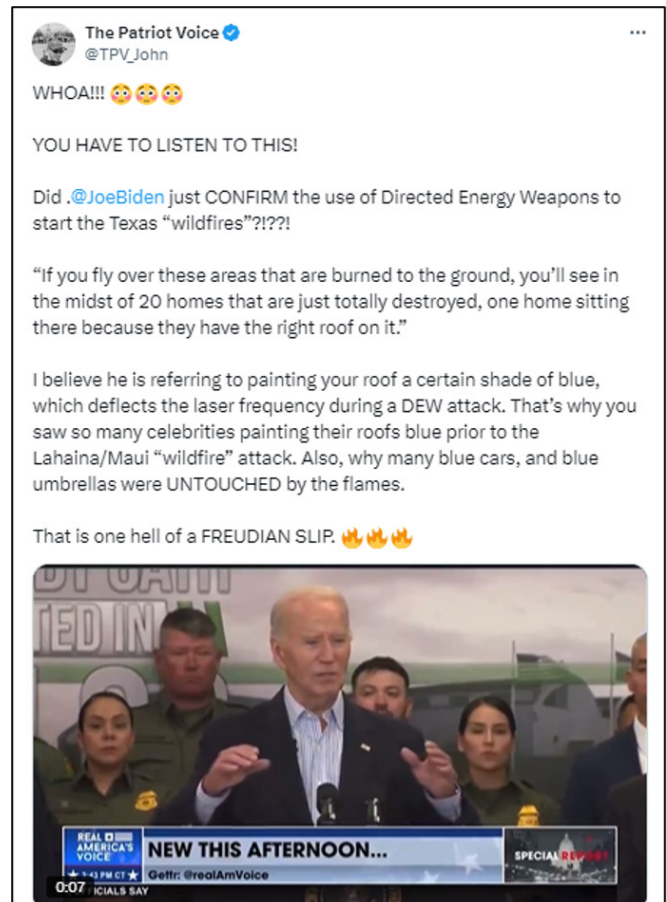 The Patriot Voice
@TPV_John
WHOA!!! 😳😳😳
YOU HAVE TO LISTEN TO THIS!
Did .@JoeBiden just CONFIRM the use of Directed Energy Weapons to
start the Texas “wildfires”?!??!
“If you fly over these areas that are burned to the ground, you’ll see in
the midst of 20 homes that are just totally destroyed, one home sitting
there because they have the right roof on it.”
I believe he is referring to painting your roof a certain shade of blue,
which deflects the laser frequency during a DEW attack. That’s why you
saw so many celebrities painting their roofs blue prior to the
Lahaina/Maui “wildfire” attack. Also, why many blue cars, and blue
umbrellas were UNTOUCHED by the flames.
That is one hell of a FREUDIAN SLIP. 🔥🔥🔥
TED IN
REAL
AMERICA'S
VOICE
NEW THIS AFTERNOON...
SPECIAL REPORT
PM CT
Gettr: @realAmVoice
0:07
ICIALS SAY